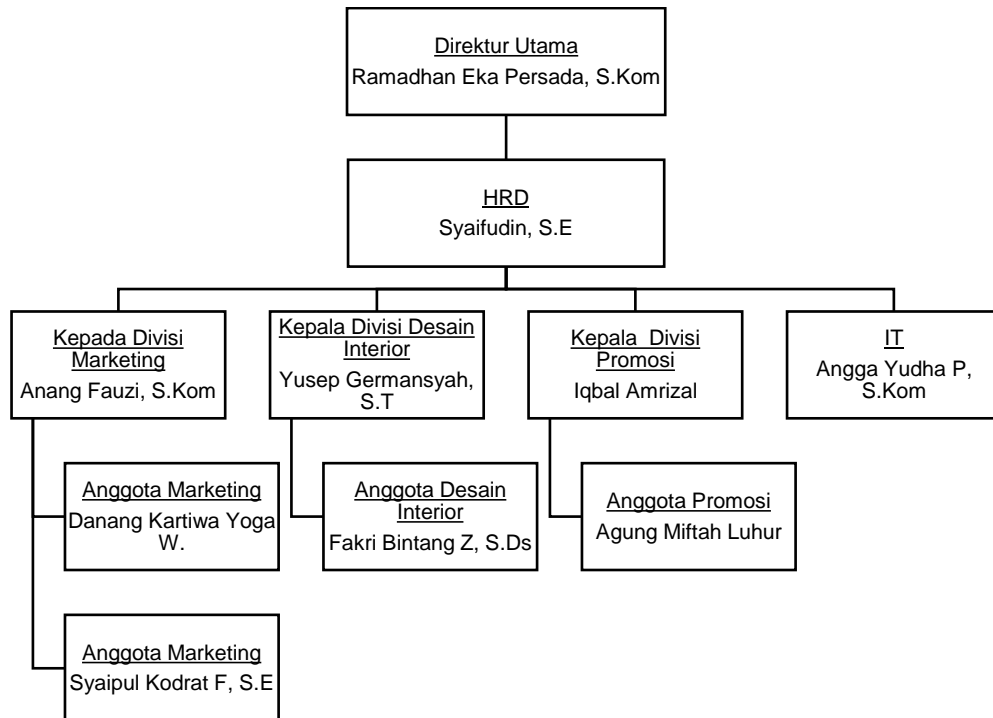 Direktur Utama
Ramadhan Eka Persada, S.Kom
HRD
Syaifudin, S.E
Kepada Divisi
Marketing
Anang Fauzi, S.Kom
Kepala Divisi Desain
Interior
Yusep Germansyah,
S.T
Kepala Divisi
Promosi
Iqbal Amrizal
IT
Angga Yudha P,
S.Kom
Anggota Marketing
Danang Kartiwa Yoga
W.
Anggota Desain
Interior
Fakri Bintang Z, S.Ds
Anggota Promosi
Agung Miftah Luhur
Anggota Marketing
Syaipul Kodrat F, S.E